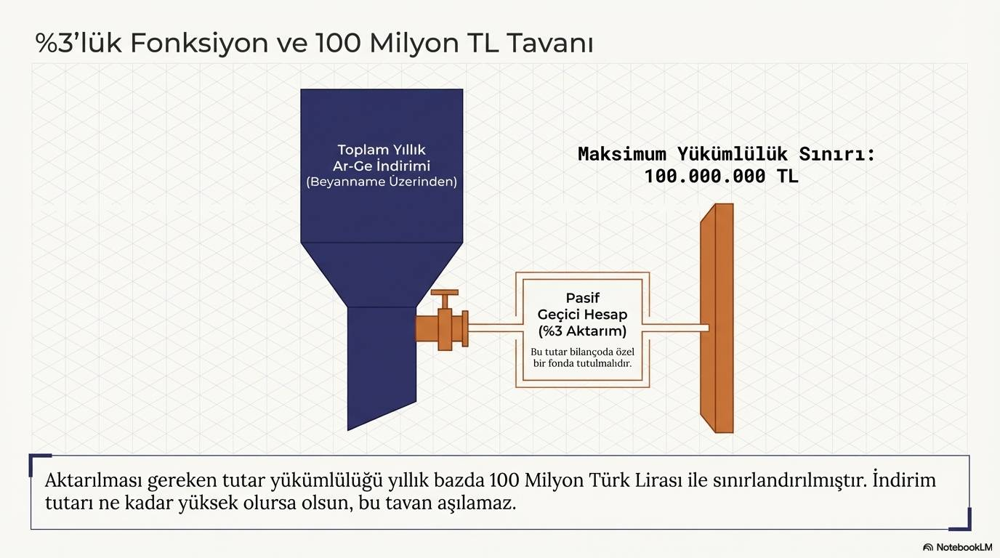 %3’lük Fonksiyon ve 100 Milyon TL Tavanı
Toplam Yıllık
Ar-Ge İndirimi
(Beyanname Üzerinden)
Maksimum Yükümlülük Sınırı:
100.000.000 TL
Pasif
Geçici Hesap
(%3 Aktarım)
Bu tutar bilançoda özel
bir fonda tutulmalıdır.
Aktarılması gereken tutar yükümlülüğü yıllık bazda 100 Milyon Türk Lirası ile sınırlandırılmıştır. İndirim
tutarı ne kadar yüksek olursa olsun, bu tavan aşılamaz.
NotebookLM